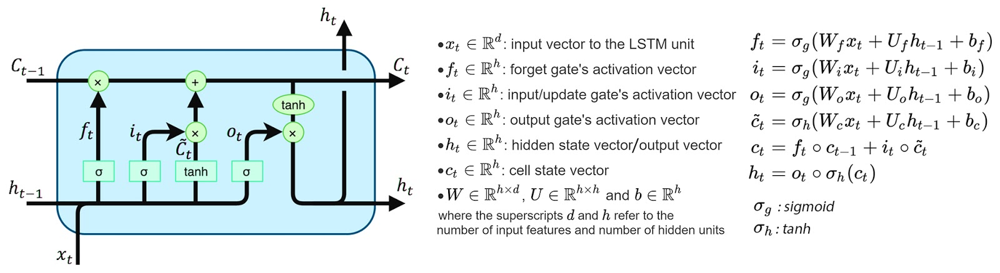 h_t
C_{t-1}
C_t
×
+
tanh
f_t
i_t
×
o_t
×
C̃_t
σ
σ
tanh
σ
h_{t-1}
h_t
x_t
•x_t ∈ ℝ^d: input vector to the LSTM unit
•f_t ∈ ℝ^h: forget gate's activation vector
•i_t ∈ ℝ^h: input/update gate's activation vector
•o_t ∈ ℝ^h: output gate's activation vector
•h_t ∈ ℝ^h: hidden state vector/output vector
•c_t ∈ ℝ^h: cell state vector
•W ∈ ℝ^{h×d}, U ∈ ℝ^{h×h} and b ∈ ℝ^h
where the superscripts d and h refer to the
number of input features and number of hidden units
f_t = σ_g(W_f x_t + U_f h_{t-1} + b_f)
i_t = σ_g(W_i x_t + U_i h_{t-1} + b_i)
o_t = σ_g(W_o x_t + U_o h_{t-1} + b_o)
c̃_t = σ_h(W_c x_t + U_c h_{t-1} + b_c)
c_t = f_t ∘ c_{t-1} + i_t ∘ c̃_t
h_t = o_t ∘ σ_h(c_t)
σ_g : sigmoid
σ_h : tanh